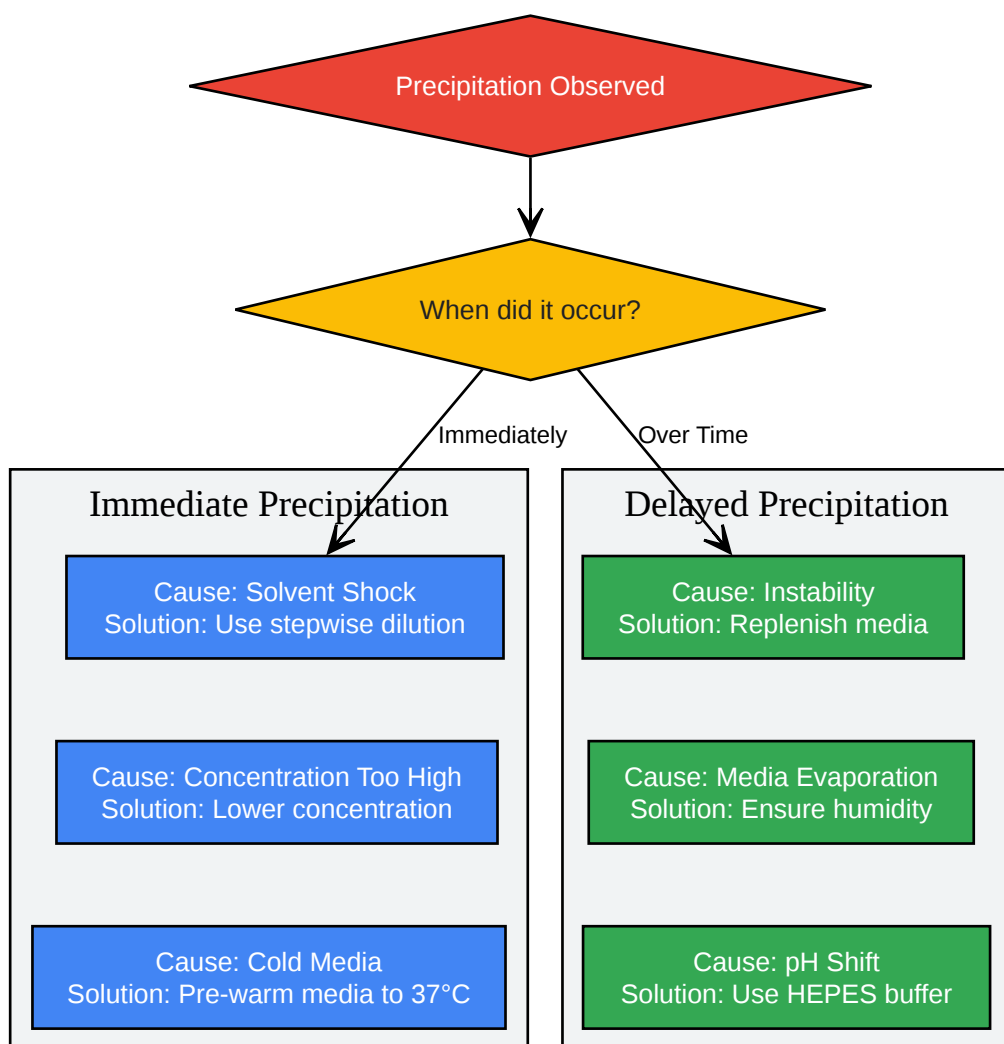 Precipitation Observed
When did it occur?
Immediately
Over Time
Immediate Precipitation
Cause: Solvent Shock
Solution: Use stepwise dilution
Cause: Concentration Too High
Solution: Lower concentration
Cause: Cold Media
Solution: Pre-warm media to 37°C
Delayed Precipitation
Cause: Instability
Solution: Replenish media
Cause: Media Evaporation
Solution: Ensure humidity
Cause: pH Shift
Solution: Use HEPES buffer